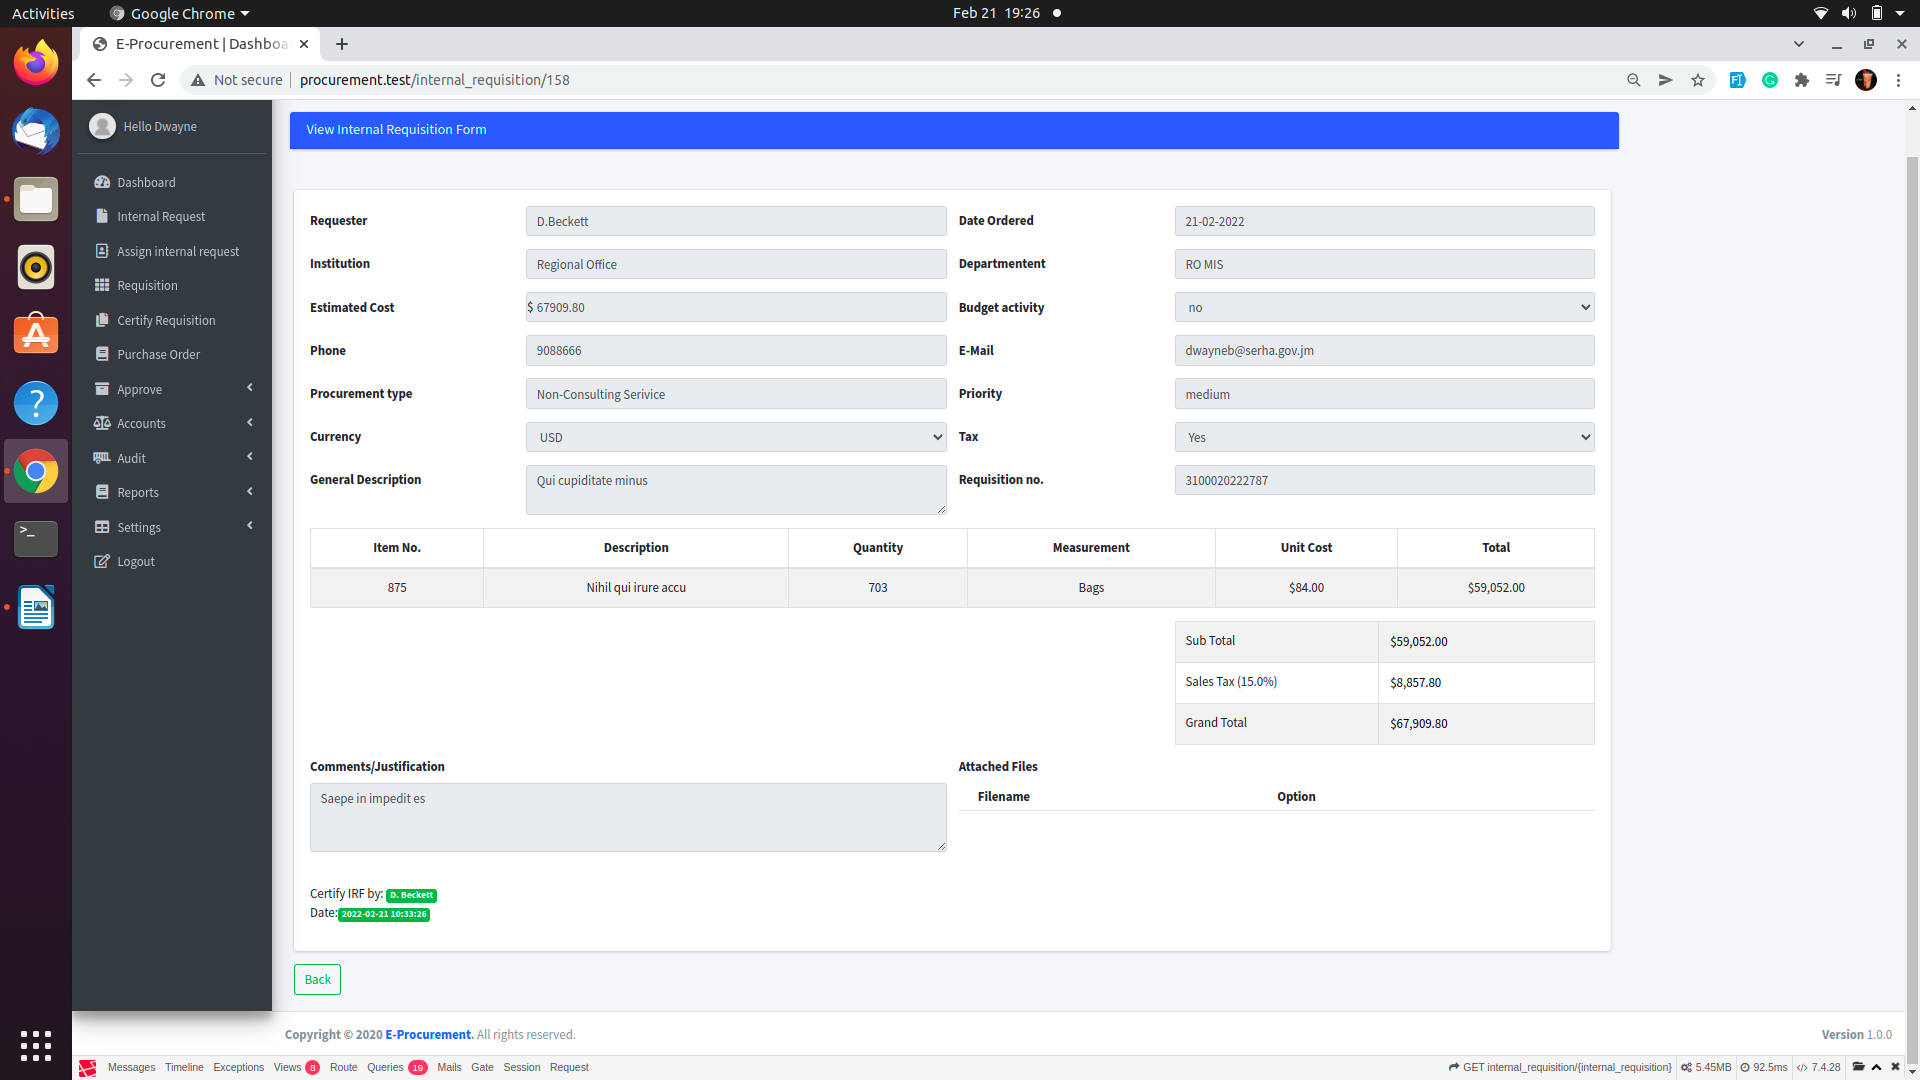 Activities Google Chrome Feb 21 19:26
E-Procurement | Dashboa
Not secure procurement.test/internal_requisition/158
Hello Dwayne
Dashboard
Internal Request
Assign internal request
Requisition
Certify Requisition
Purchase Order
Approve
Accounts
Audit
Reports
Settings
Logout
View Internal Requisition Form
Requester D.Beckett Date Ordered 21-02-2022
Institution Regional Office Departmentent RO MIS
Estimated Cost $ 67909.80 Budget activity no
Phone 9088666 E-Mail dwayneb@serha.gov.jm
Procurement type Non-Consulting Serivice Priority medium
Currency USD Tax Yes
General Description Qui cupiditate minus Requisition no. 3100020222787
Item No. Description Quantity Measurement Unit Cost Total
875 Nihil qui irure accu 703 Bags $84.00 $59,052.00
Sub Total $59,052.00
Sales Tax (15.0%) $8,857.80
Grand Total $67,909.80
Comments/Justification Attached Files
Saepe in impedit es
Filename Option
Certify IRF by: D. Beckett
Date: 2022-02-21 10:33:26
Back
Copyright © 2020 E-Procurement. All rights reserved. Version 1.0.0
Messages Timeline Exceptions Views 8 Route Queries 19 Mails Gate Session Request GET internal_requisition/{internal_requisition} 5.45MB 92.5ms 7.4.28